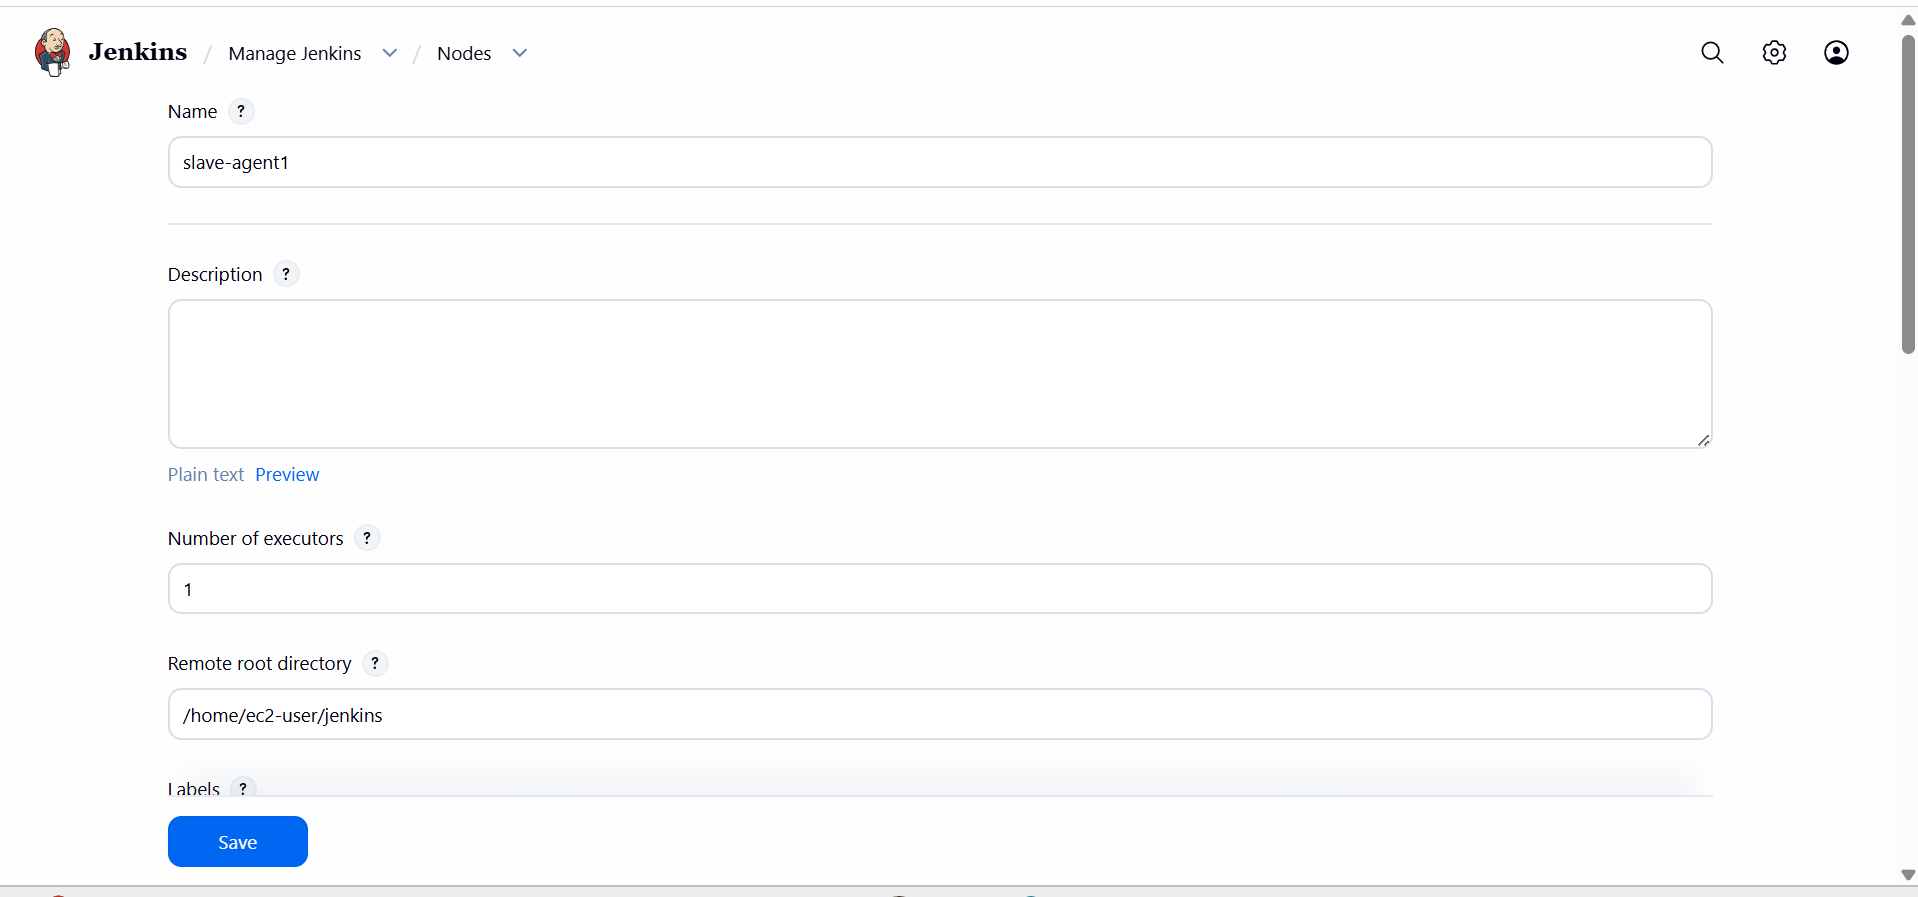 Jenkins / Manage Jenkins / Nodes
Name ?
slave-agent1
Description ?
Plain text Preview
Number of executors ?
1
Remote root directory ?
/home/ec2-user/jenkins
Labels ?
Save